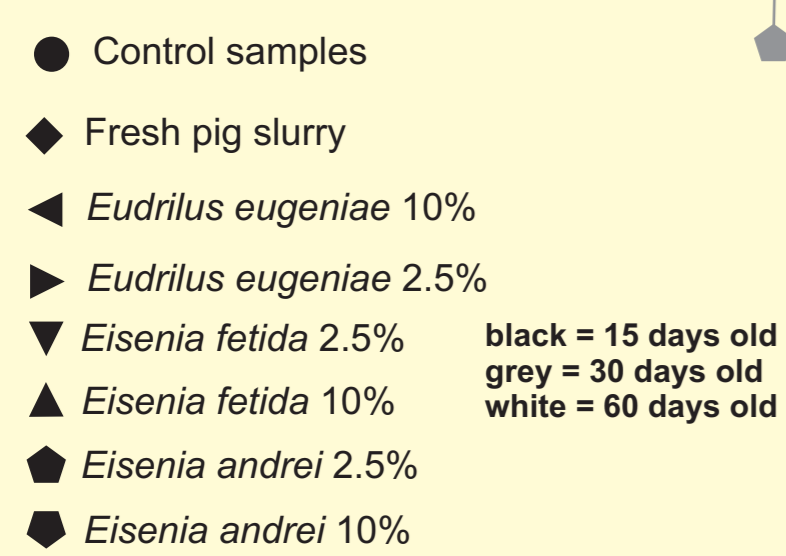 Control samples
Fresh pig slurry
Eudrilus eugeniae 10%
Eudrilus eugeniae 2.5%
Eisenia fetida 2.5%
Eisenia fetida 10%
Eisenia andrei 2.5%
Eisenia andrei 10%
black = 15 days old
grey = 30 days old
white = 60 days old